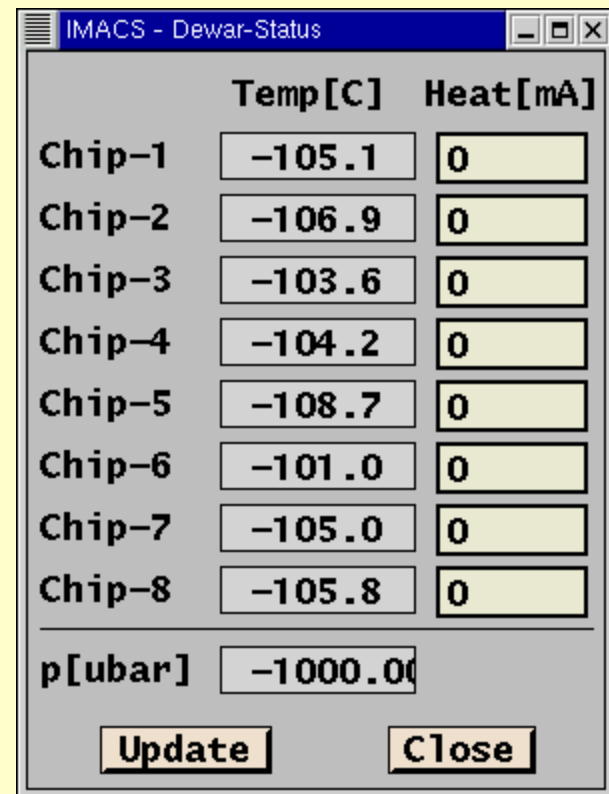 IMACS - Dewar-Status
Temp[C] Heat[mA]
Chip-1 -105.1 0
Chip-2 -106.9 0
Chip-3 -103.6 0
Chip-4 -104.2 0
Chip-5 -108.7 0
Chip-6 -101.0 0
Chip-7 -105.0 0
Chip-8 -105.8 0
p[ubar] -1000.00
Update Close